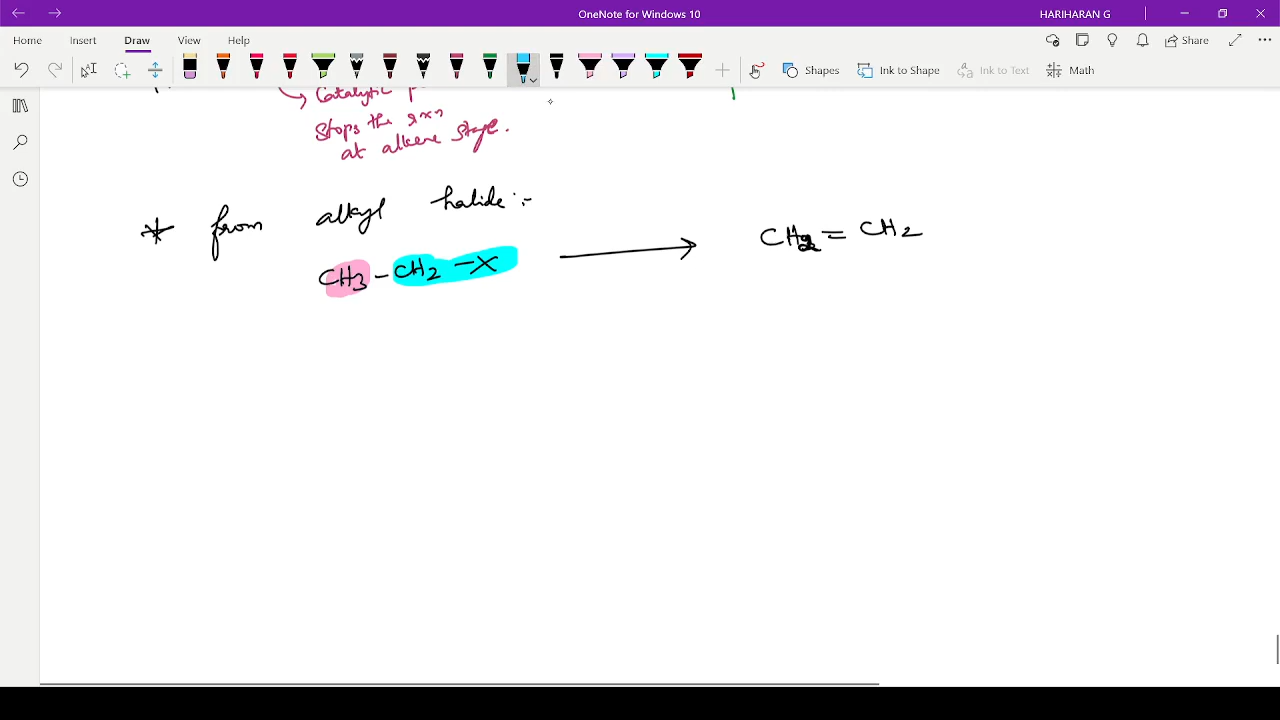 OneNote for Windows 10
HARIHARAN G
Home Insert Draw View Help
Share
Shapes Ink to Shape Ink to Text Math
Catalytic
Stops the rxn
at alkene stage.
* from alkyl halide :-
CH3 - CH2 - X → CH2 = CH2